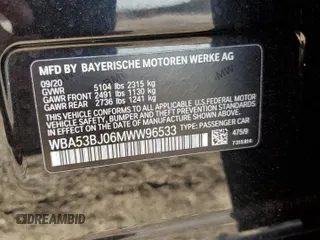 MFD BY BAYERISCHE MOTOREN WERKE AG
09/20
GVWR 5104 lbs 2315 kg
GAWR FRONT 2491 lbs 1130 kg
GAWR REAR 2736 lbs 1241 kg
THIS VEHICLE CONFORMS TO ALL APPLICABLE
FEDERAL MOTOR VEHICLE SAFETY, BUMPER,
AND THEFT PREVENTION STANDARDS IN
EFFECT ON THE DATE OF MANUFACTURE
SHOWN ABOVE.
WBA53BJ06MWW96533 TYPE: PASSENGER CAR
475/9
DREAMBID